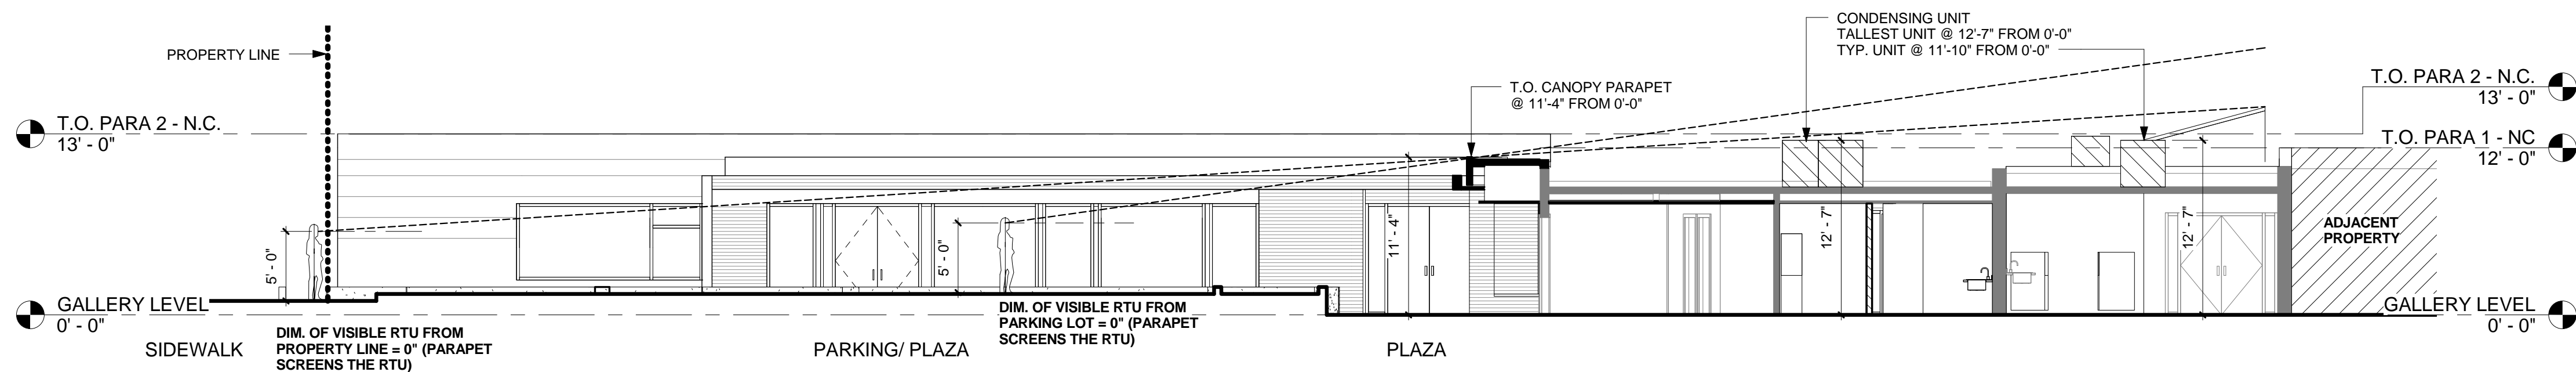 PROPERTY LINE
CONDENSING UNIT
TALLEST UNIT @ 12'-7" FROM 0'-0"
TYP. UNIT @ 11'-10" FROM 0'-0"
T.O. CANOPY PARAPET
@ 11'-4" FROM 0'-0"
T.O. PARA 2 - N.C.
13' - 0"
T.O. PARA 2 - N.C.
13' - 0"
T.O. PARA 1 - NC
12' - 0"
5' - 0"
5' - 0"
11' - 4"
12' - 7"
12' - 7"
ADJACENT
PROPERTY
GALLERY LEVEL
0' - 0"
GALLERY LEVEL
0' - 0"
DIM. OF VISIBLE RTU FROM
PROPERTY LINE = 0" (PARAPET
SCREENS THE RTU)
DIM. OF VISIBLE RTU FROM
PARKING LOT = 0" (PARAPET
SCREENS THE RTU)
SIDEWALK
PARKING/ PLAZA
PLAZA